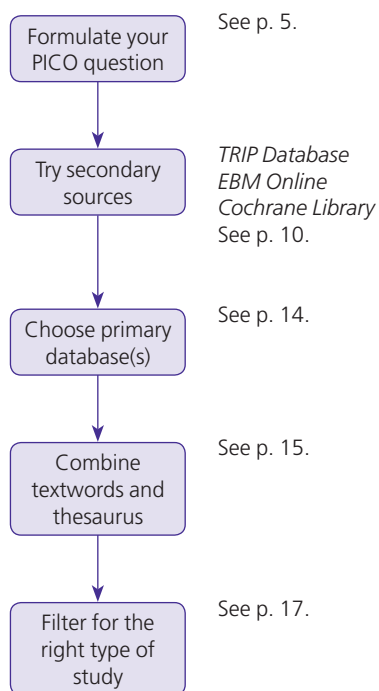 Formulate your
PICO question
See p. 5.
Try secondary
sources
TRIP Database
EBM Online
Cochrane Library
See p. 10.
Choose primary
database(s)
See p. 14.
Combine
textwords and
thesaurus
See p. 15.
Filter for the
right type of
study
See p. 17.